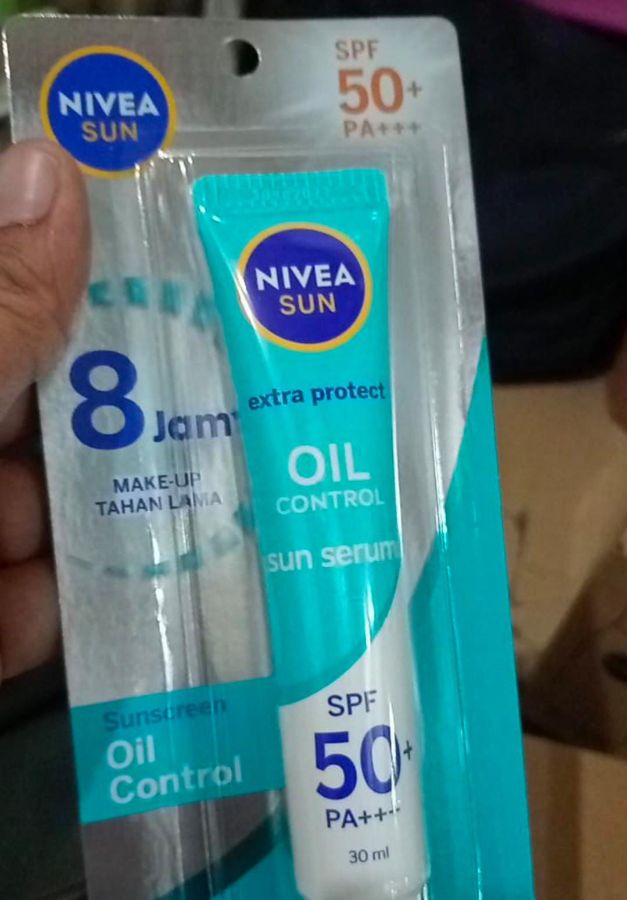 NIVEA
SUN
SPF
50+
PA+++
8 Jam*
MAKE-UP
TAHAN LAMA
Sunscreen
Oil
Control
NIVEA
SUN
extra protect
OIL
CONTROL
sun serum
SPF
50+
PA+++
30 ml